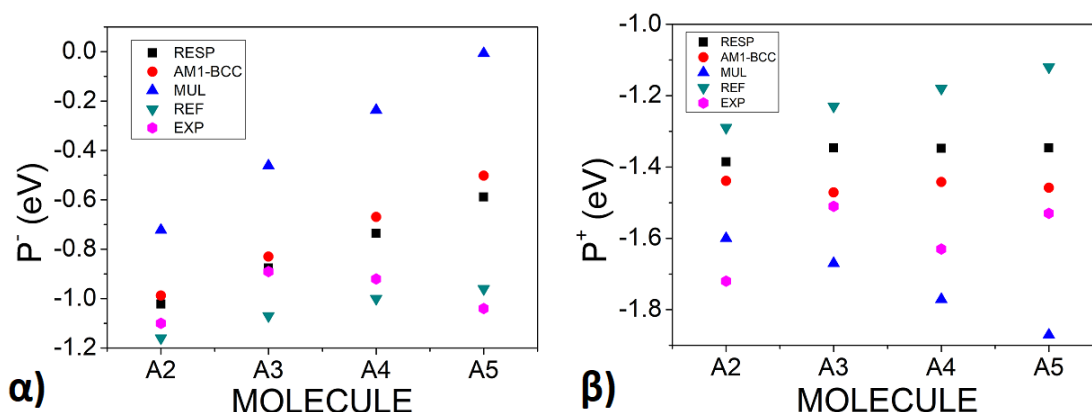 0.0
-0.2
-0.4
-0.6
-0.8
-1.0
-1.2
P⁻ (eV)
RESP
AM1-BCC
MUL
REF
EXP
A2 A3 A4 A5
MOLECULE
α)
-1.0
-1.2
-1.4
-1.6
-1.8
P⁺ (eV)
RESP
AM1-BCC
MUL
REF
EXP
A2 A3 A4 A5
MOLECULE
β)